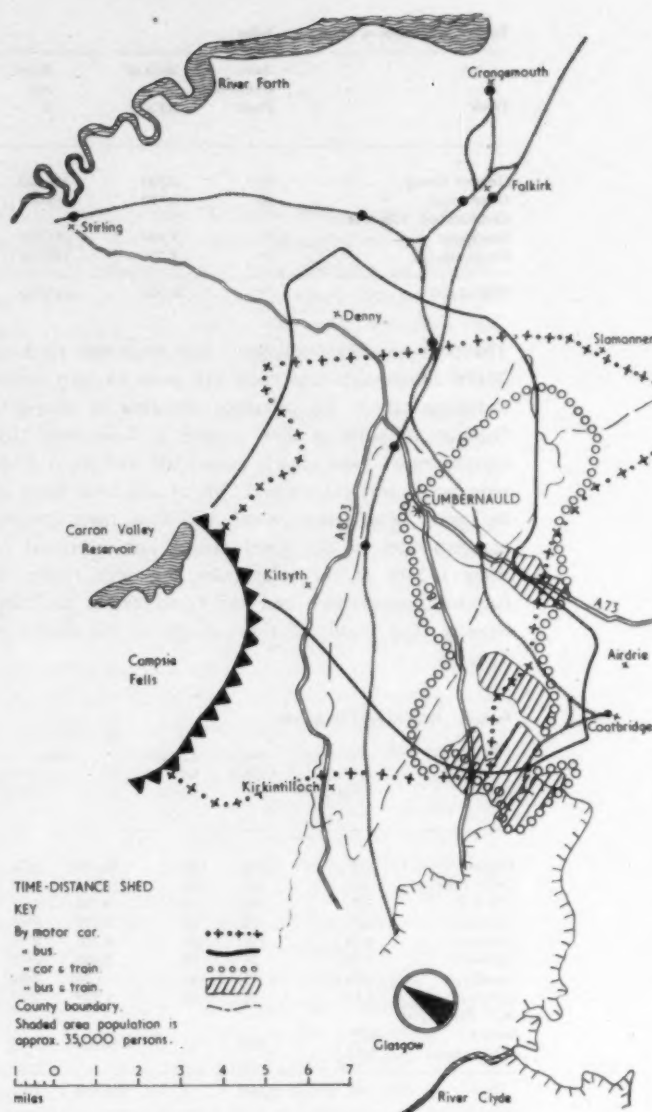 River Forth
Grangemouth
Falkirk
Stirling
Denny.
Slamannan
CUMBERNAULD
A803
Carron Valley
Reservoir
Kilsyth
A73
Campsie
Fells
Airdrie
Coatbridge
Kirkintilloch
TIME-DISTANCE SHED
KEY
By motor car.
" bus.
" car & train.
" bus & train.
County boundary.
Shaded area population is
approx. 35,000 persons.
Glasgow
1 0 1 2 3 4 5 6 7
miles
River Clyde